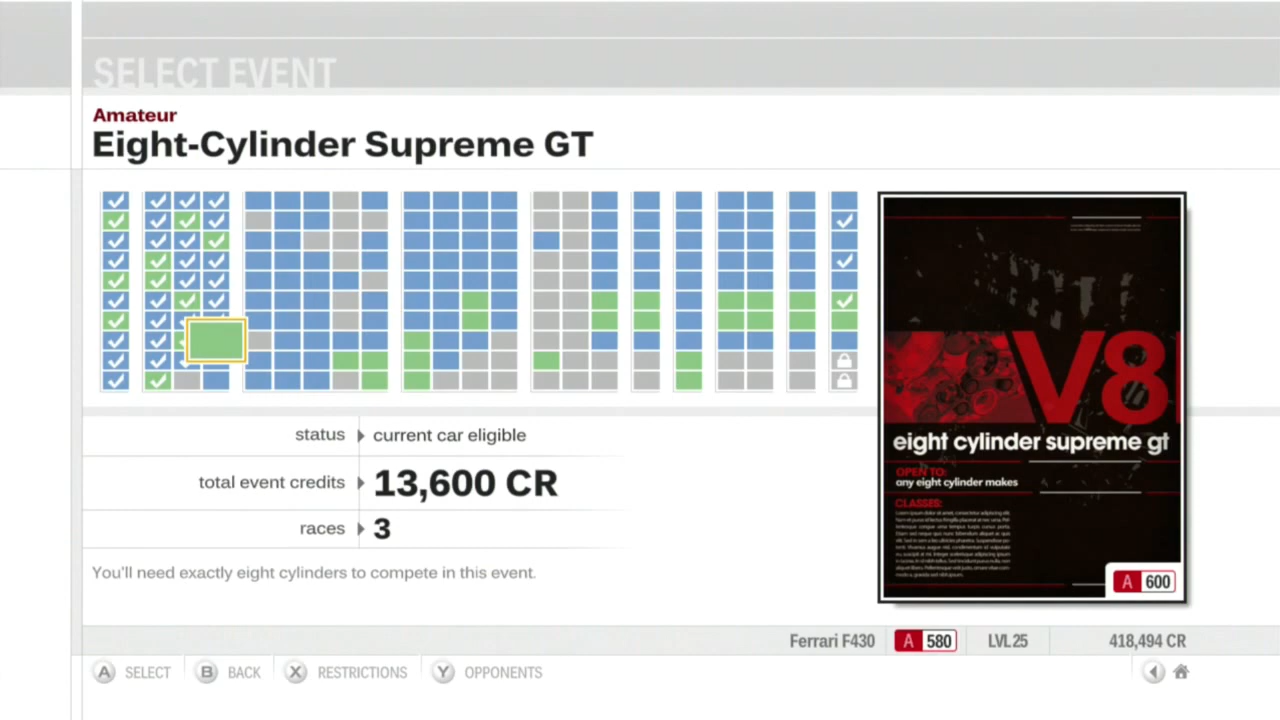 SELECT EVENT
Amateur
Eight-Cylinder Supreme GT
V8
eight cylinder supreme gt
OPEN TO:
any eight cylinder makes
CLASSES:
A 600
status
current car eligible
total event credits
13,600 CR
races
3
You'll need exactly eight cylinders to compete in this event.
Ferrari F430
A 580
LVL25
418,494 CR
A SELECT
B BACK
X RESTRICTIONS
Y OPPONENTS